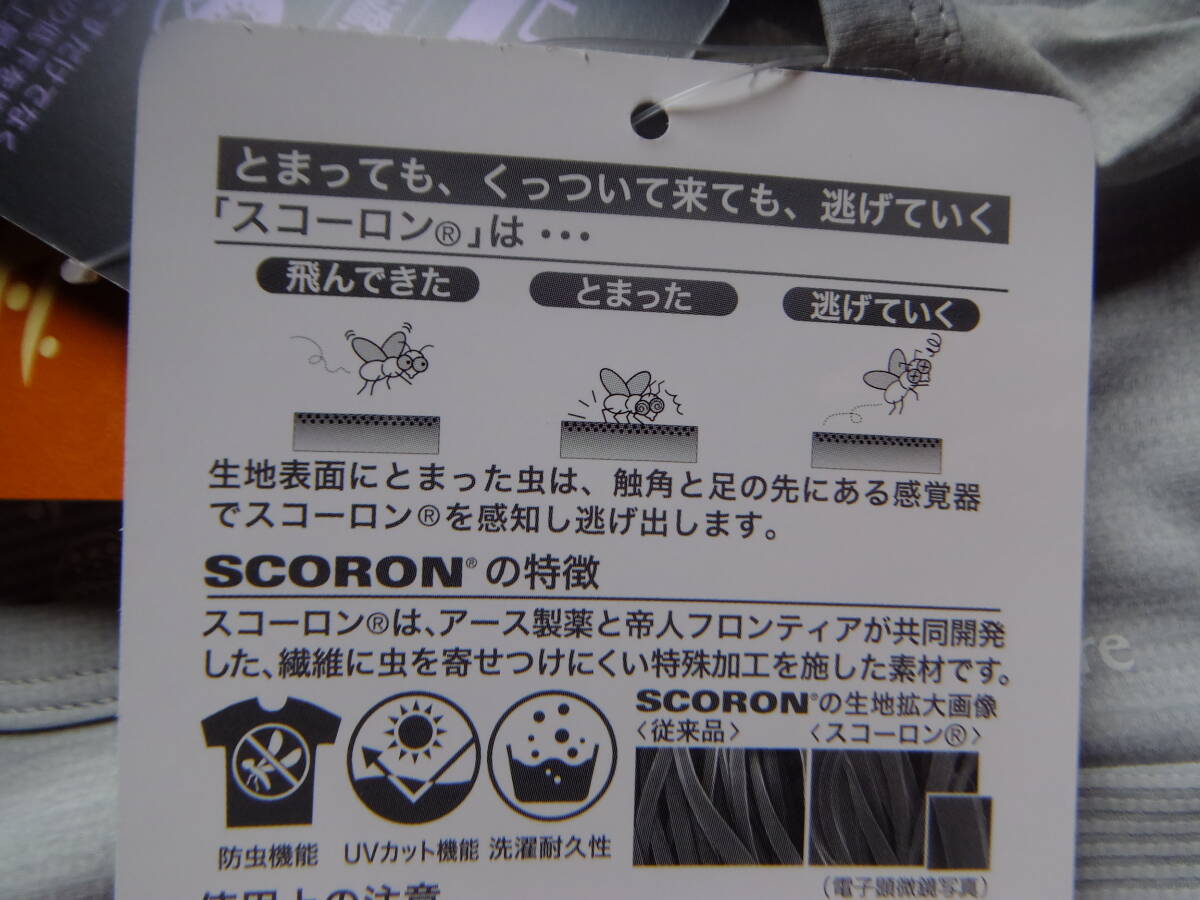 とまっても、くっついて来ても、逃げていく
「スコーロン®」は・・・
飛んできた
とまった
逃げていく
生地表面にとまった虫は、触角と足の先にある感覚器
でスコーロン®を感知し逃げ出します。
SCORON®の特徴
スコーロン®は、アース製薬と帝人フロンティアが共同開発
した、繊維に虫を寄せつけにくい特殊加工を施した素材です。
防虫機能
UVカット機能
洗濯耐久性
SCORON®の生地拡大画像
〈従来品〉
〈スコーロン®〉
(電子顕微鏡写真)
使用上の注意
re